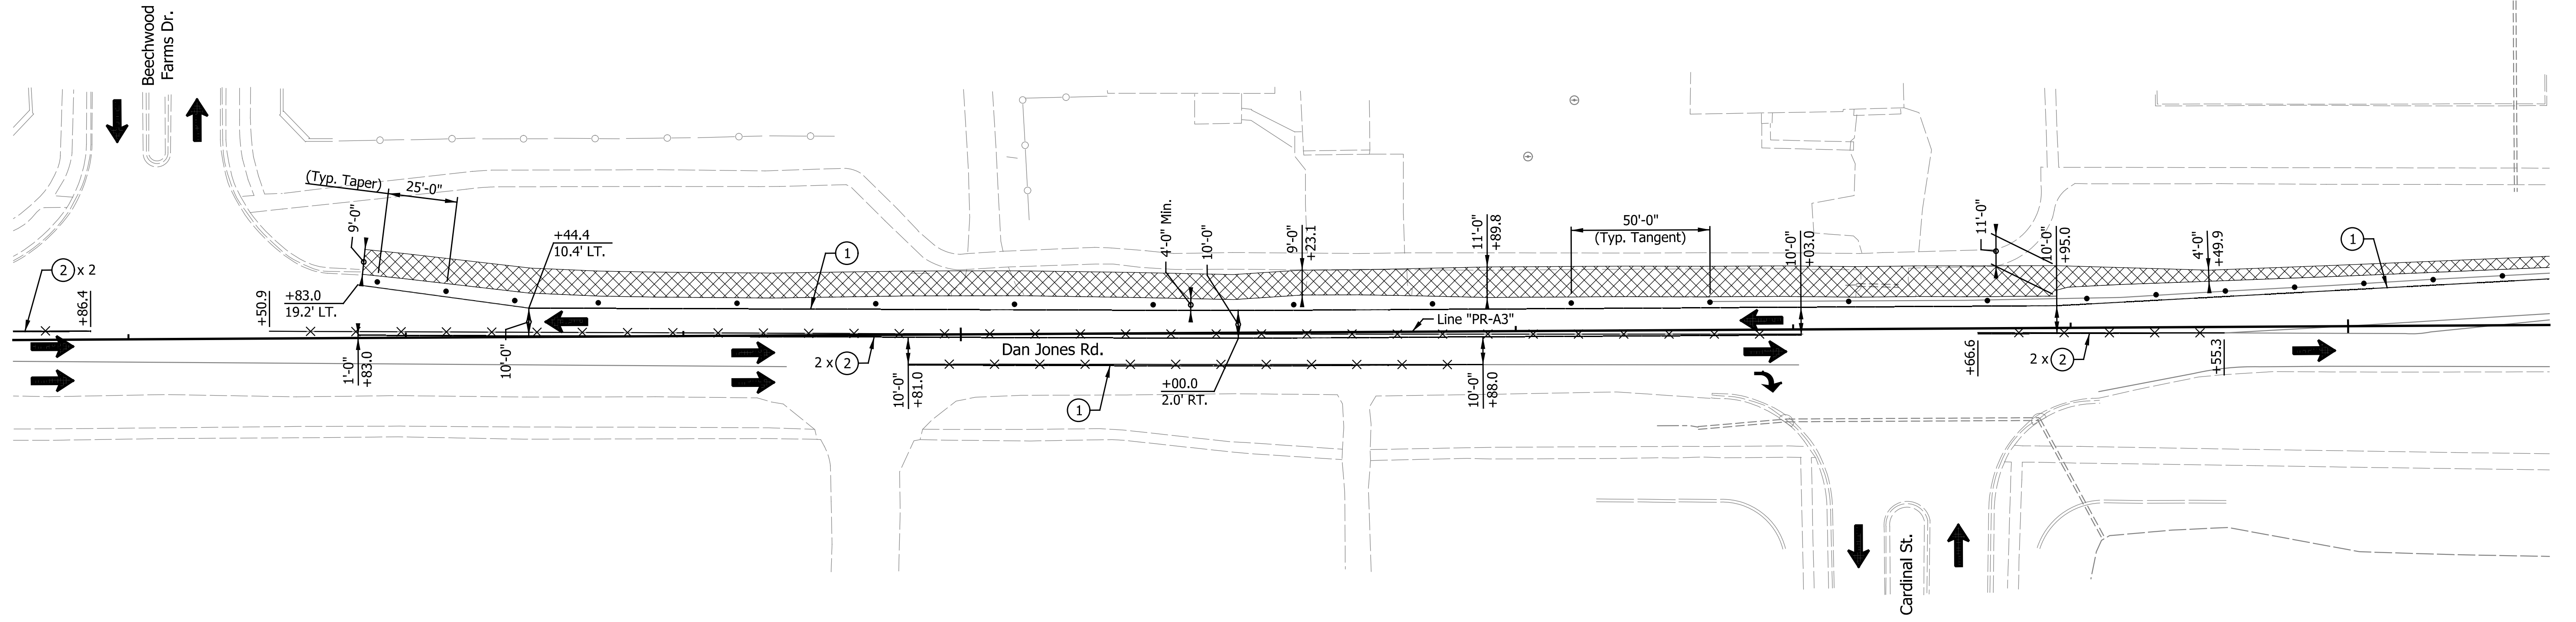 Beechwood
Farms Dr.
(Typ. Taper)
25'-0"
9'-0"
+44.4
10.4' LT.
1
4'-0" Min.
10'-0"
9'-0"
+23.1
11'-0"
+89.8
50'-0"
(Typ. Tangent)
10'-0"
+03.0
11'-0"
10'-0"
+95.0
4'-0"
+49.9
1
2 x 2
+86.4
+50.9
+83.0
19.2' LT.
1'-0"
+83.0
10'-0"
Line "PR-A3"
Dan Jones Rd.
2 x 2
10'-0"
+81.0
1
+00.0
2.0' RT.
10'-0"
+88.0
+66.6
2 x 2
+55.3
Cardinal St.